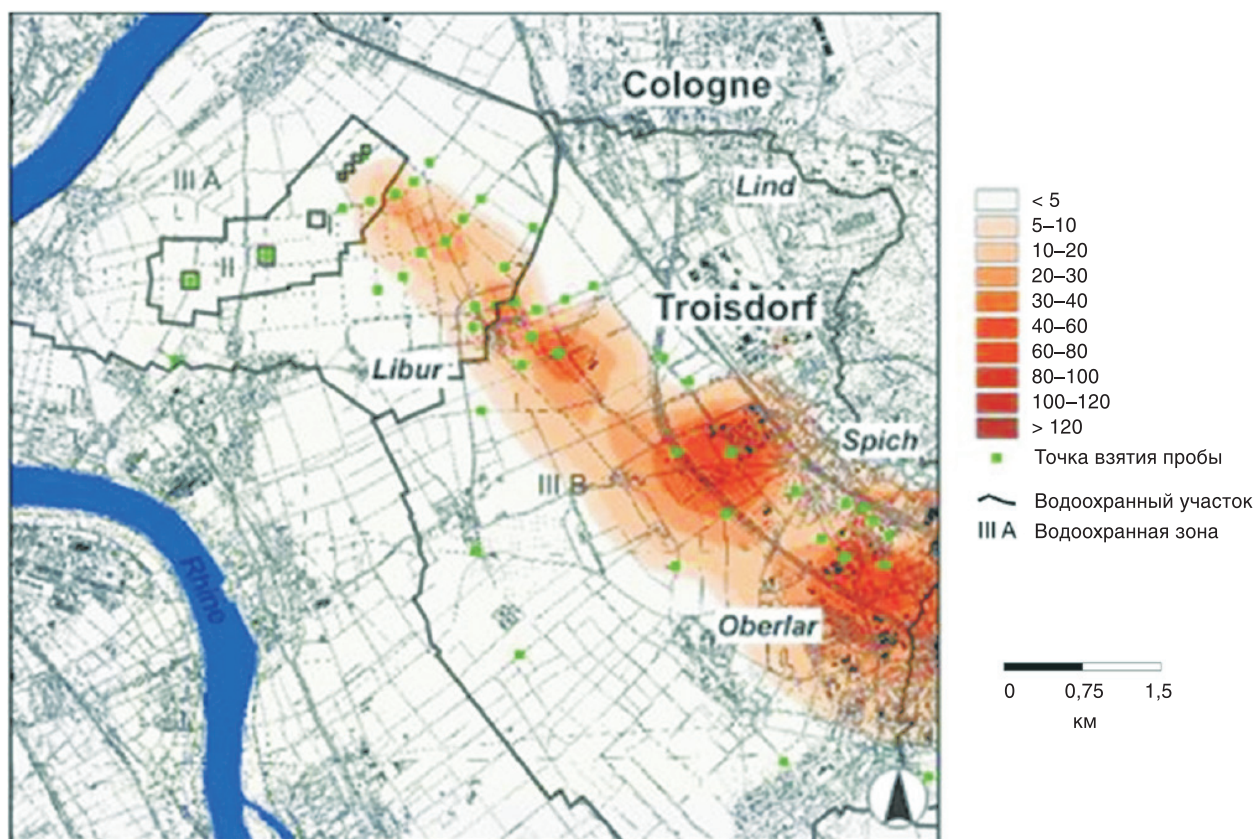 Cologne
III A
Lind
I
II
Troisdorf
Libur
Spich
III B
Rhine
Oberlar
< 5
5–10
10–20
20–30
30–40
40–60
60–80
80–100
100–120
> 120
Точка взятия пробы
Водоохранный участок
III A Водоохранная зона
0 0,75 1,5
км